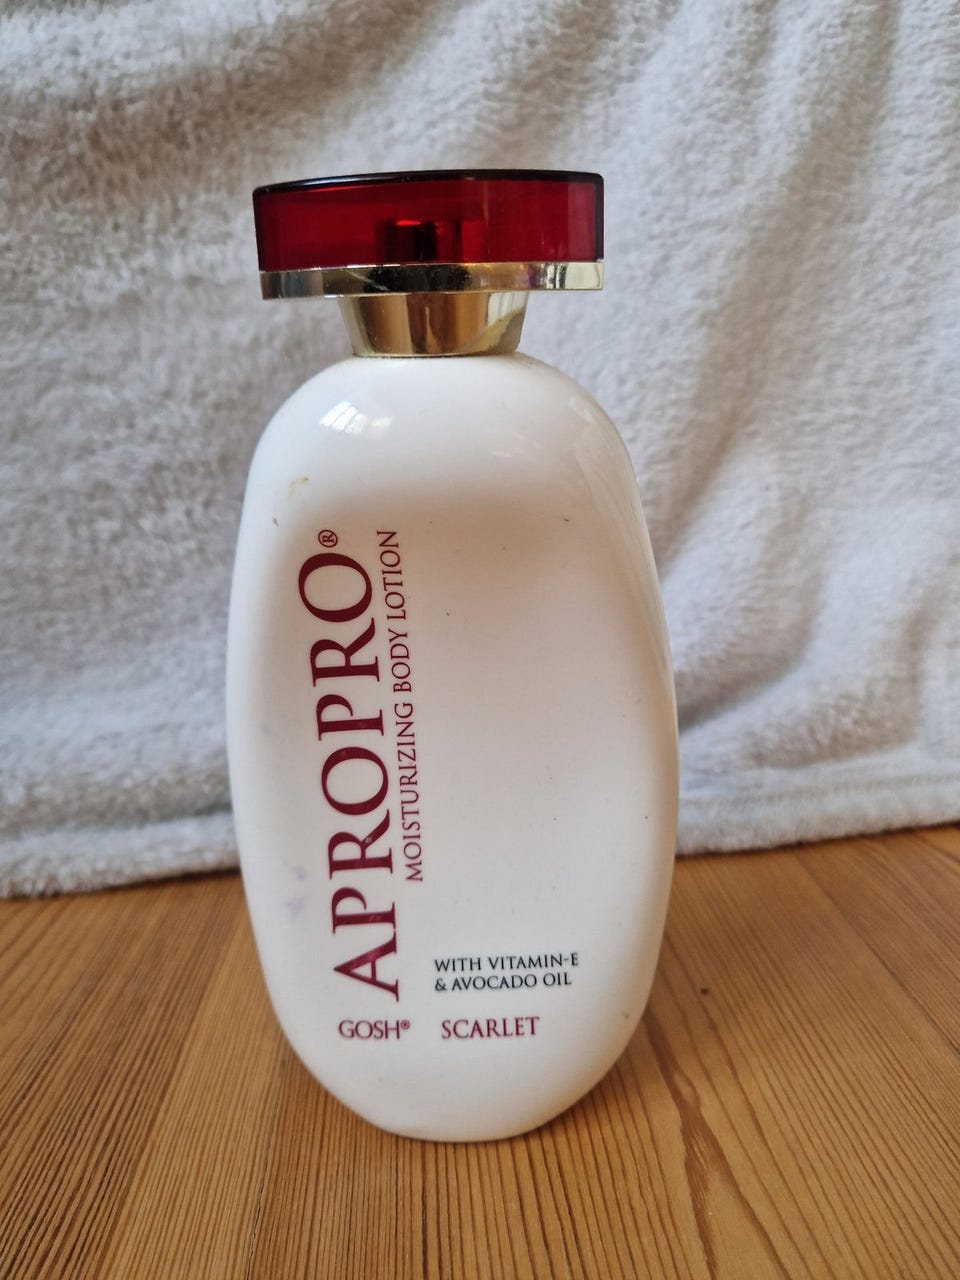 APROPRO®
MOISTURIZING BODY LOTION
WITH VITAMIN-E
& AVOCADO OIL
GOSH® SCARLET